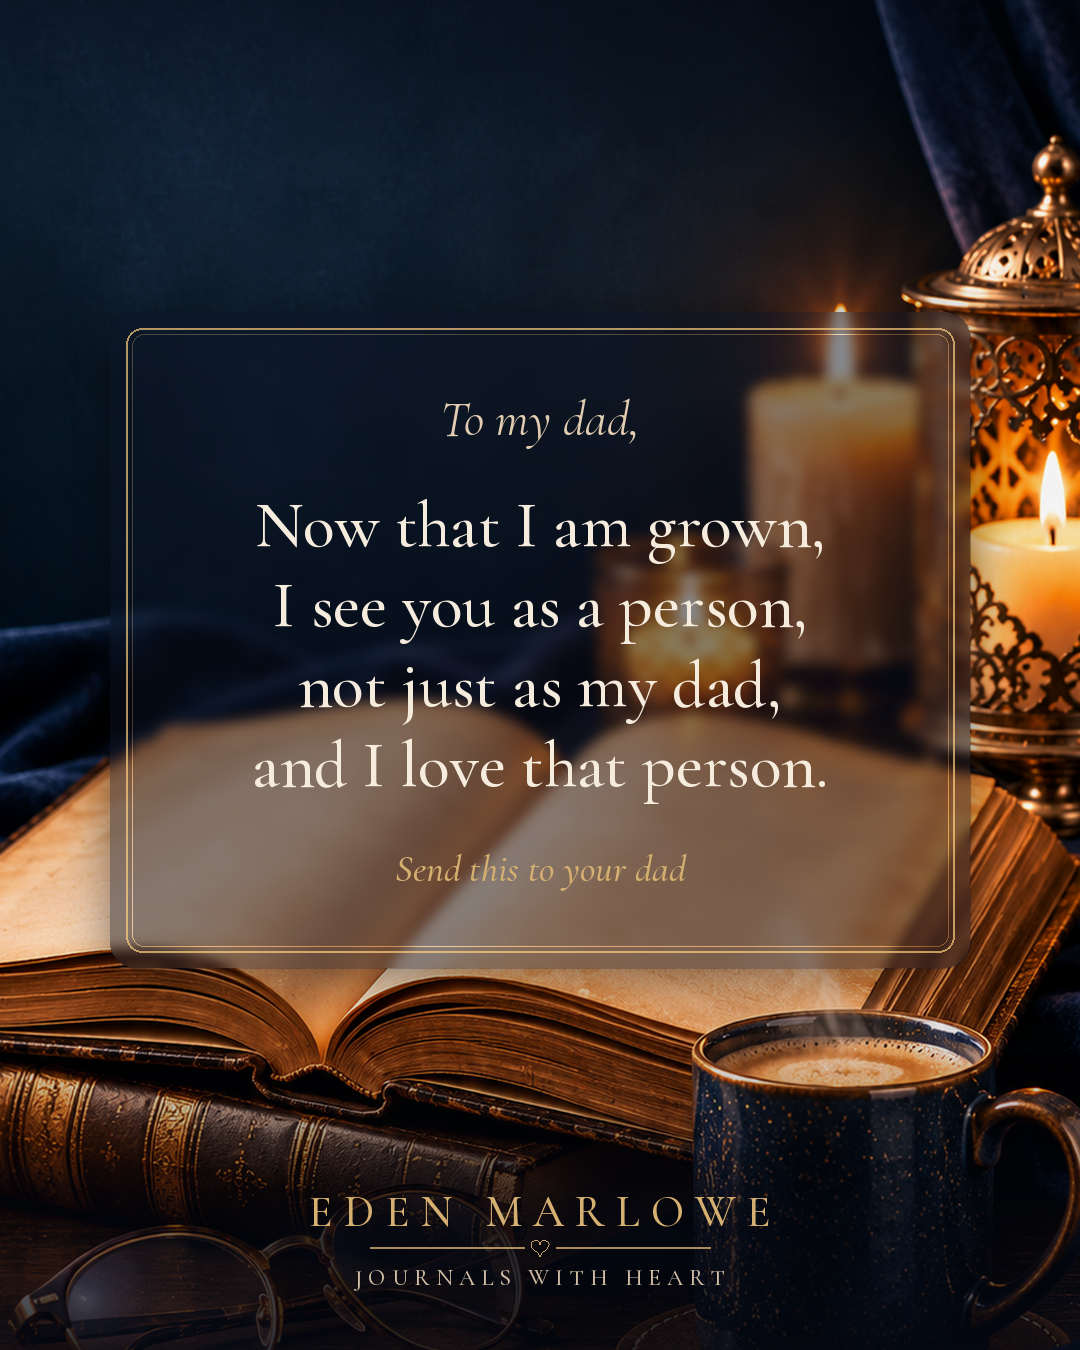 To my dad,
Now that I am grown,
I see you as a person,
not just as my dad,
and I love that person.
Send this to your dad
EDEN MARLOWE
JOURNALS WITH HEART